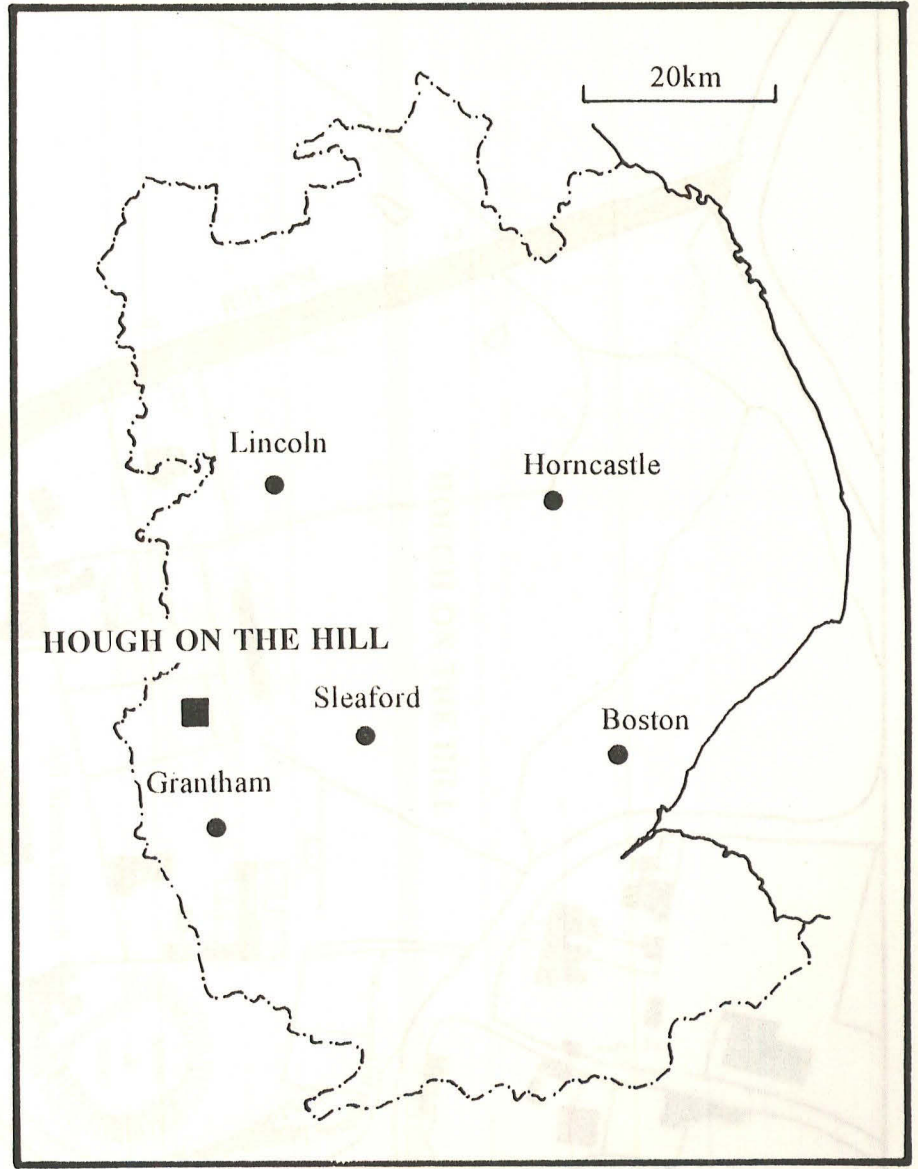 20km
Lincoln
Horncastle
HOUGH ON THE HILL
Sleaford
Boston
Grantham